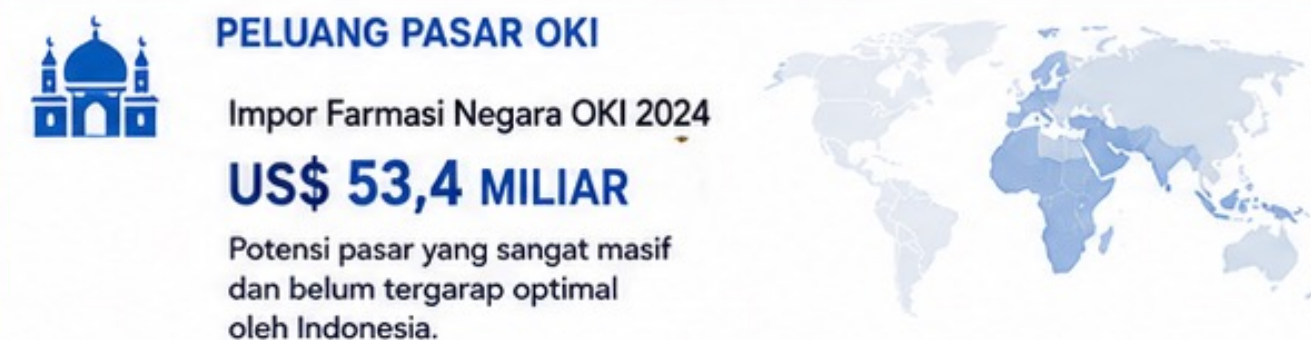 PELUANG PASAR OKI
Impor Farmasi Negara OKI 2024
US$ 53,4 MILIAR
Potensi pasar yang sangat masif
dan belum tergarap optimal
oleh Indonesia.